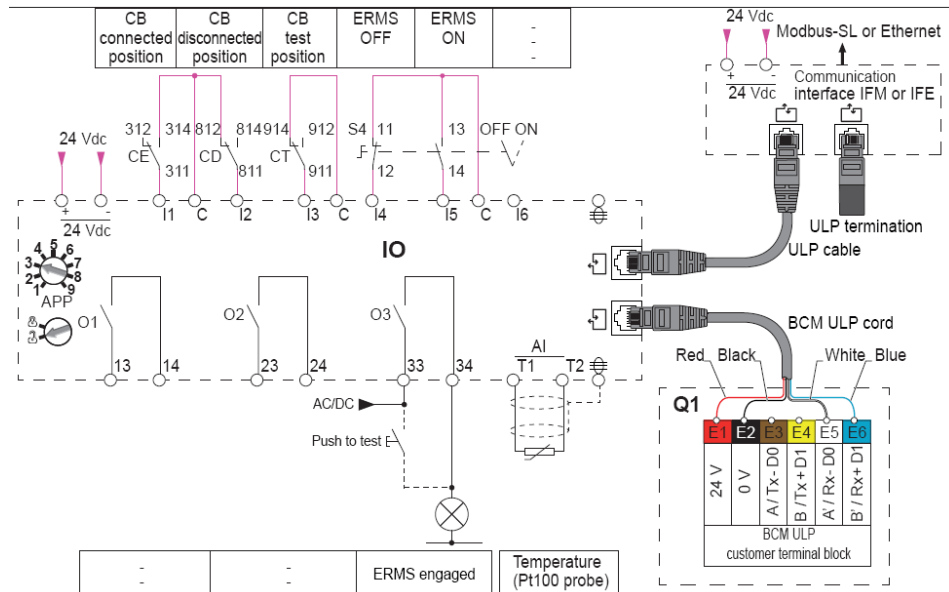 CB connected position
CB disconnected position
CB test position
ERMS OFF
ERMS ON
-
-
-
24 Vdc
Modbus-SL or Ethernet
+ -
24 Vdc
Communication interface IFM or IFE
24 Vdc
312 314 812 814 914 912 S4 11 13 OFF ON
CE CD CT
311 811 911 12 14
+ -
24 Vdc
I1 C I2 I3 C I4 I5 C I6
ULP termination
ULP cable
IO
1 2 3 4 5 6 7 8 9
APP
O1 O2 O3
13 14 23 24 33 34
AI
T1 T2
BCM ULP cord
Red Black White Blue
AC/DC
Push to test
Q1
E1 E2 E3 E4 E5 E6
24 V
0 V
A / Tx - D0
B / Tx + D1
A' / Rx - D0
B' / Rx + D1
BCM ULP
customer terminal block
-
-
-
-
ERMS engaged
Temperature
(Pt100 probe)